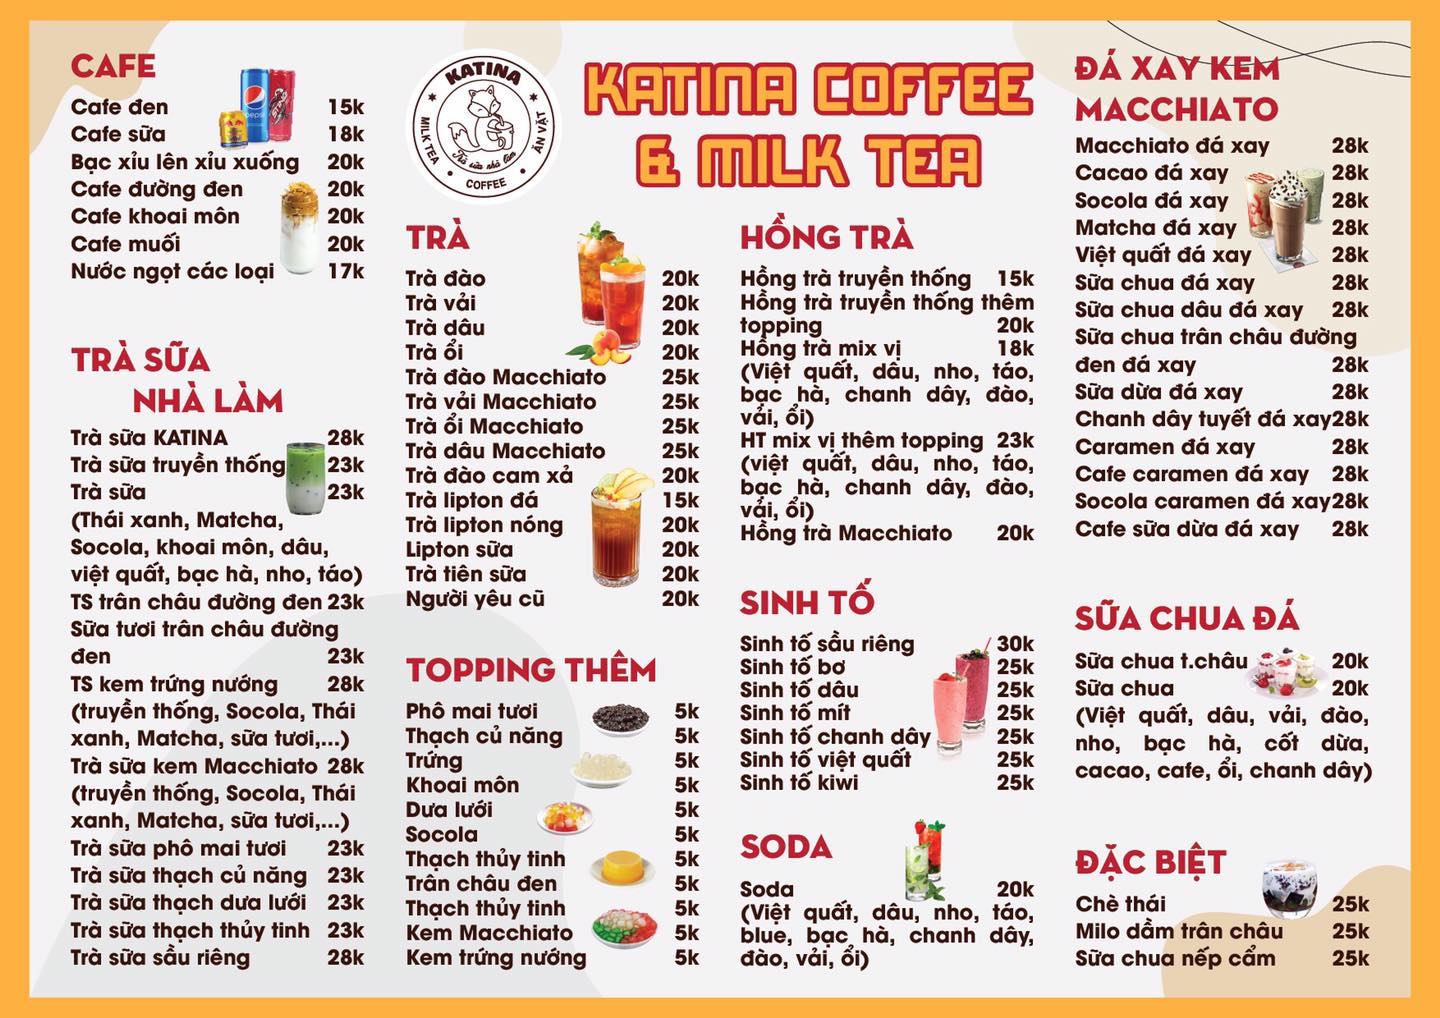 CAFE
Cafe đen 15k
Cafe sữa 18k
Bạc xỉu lên xỉu xuống 20k
Cafe đường đen 20k
Cafe khoai môn 20k
Cafe muối 20k
Nước ngọt các loại 17k
pepsi
TRÀ SỮA
NHÀ LÀM
Trà sữa KATINA 28k
Trà sữa truyền thống 23k
Trà sữa 23k
(Thái xanh, Matcha,
Socola, khoai môn, dâu,
việt quất, bạc hà, nho, táo)
TS trân châu đường đen 23k
Sữa tươi trân châu đường
đen 23k
TS kem trứng nướng 28k
(truyền thống, Socola, Thái
xanh, Matcha, sữa tươi,...)
Trà sữa kem Macchiato 28k
(truyền thống, Socola, Thái
xanh, Matcha, sữa tươi,...)
Trà sữa phô mai tươi 23k
Trà sữa thạch củ năng 23k
Trà sữa thạch dưa lưới 23k
Trà sữa thạch thủy tinh 23k
Trà sữa sầu riêng 28k
KATINA
MILK TEA • COFFEE • ĂN VẶT
Trà sữa nhà làm
KATINA COFFEE
& MILK TEA
TRÀ
Trà đào 20k
Trà vải 20k
Trà dâu 20k
Trà ổi 20k
Trà đào Macchiato 25k
Trà vải Macchiato 25k
Trà ổi Macchiato 25k
Trà dâu Macchiato 25k
Trà đào cam xả 20k
Trà lipton đá 15k
Trà lipton nóng 20k
Lipton sữa 20k
Trà tiên sữa 20k
Người yêu cũ 20k
TOPPING THÊM
Phô mai tươi 5k
Thạch củ năng 5k
Trứng 5k
Khoai môn 5k
Dưa lưới 5k
Socola 5k
Thạch thủy tinh 5k
Trân châu đen 5k
Thạch thủy tinh 5k
Kem Macchiato 5k
Kem trứng nướng 5k
HỒNG TRÀ
Hồng trà truyền thống 15k
Hồng trà truyền thống thêm
topping 20k
Hồng trà mix vị 18k
(Việt quất, dâu, nho, táo,
bạc hà, chanh dây, đào,
vải, ổi)
HT mix vị thêm topping 23k
(việt quất, dâu, nho, táo,
bạc hà, chanh dây, đào,
vải, ổi)
Hồng trà Macchiato 20k
SINH TỐ
Sinh tố sầu riêng 30k
Sinh tố bơ 25k
Sinh tố dâu 25k
Sinh tố mít 25k
Sinh tố chanh dây 25k
Sinh tố việt quất 25k
Sinh tố kiwi 25k
SODA
Soda 20k
(Việt quất, dâu, nho, táo,
blue, bạc hà, chanh dây,
đào, vải, ổi)
ĐÁ XAY KEM
MACCHIATO
Macchiato đá xay 28k
Cacao đá xay 28k
Socola đá xay 28k
Matcha đá xay 28k
Việt quất đá xay 28k
Sữa chua đá xay 28k
Sữa chua dâu đá xay 28k
Sữa chua trân châu đường
đen đá xay 28k
Sữa dừa đá xay 28k
Chanh dây tuyết đá xay 28k
Caramen đá xay 28k
Cafe caramen đá xay 28k
Socola caramen đá xay 28k
Cafe sữa dừa đá xay 28k
SỮA CHUA ĐÁ
Sữa chua t.châu 20k
Sữa chua 20k
(Việt quất, dâu, vải, đào,
nho, bạc hà, cốt dừa,
cacao, cafe, ổi, chanh dây)
ĐẶC BIỆT
Chè thái 25k
Milo dầm trân châu 25k
Sữa chua nếp cẩm 25k